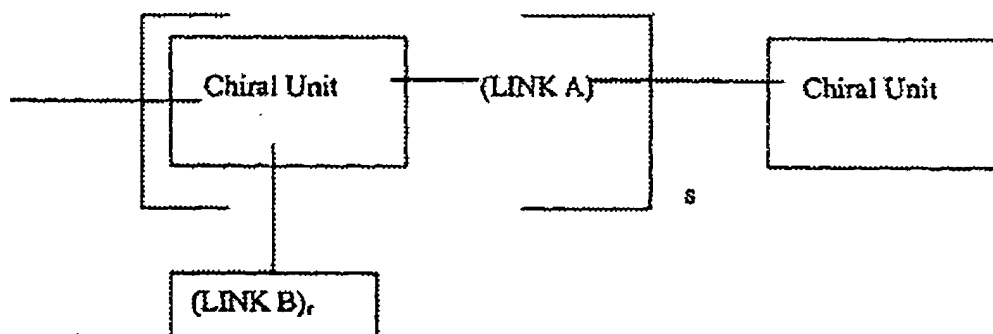 Chiral Unit (LINK A) Chiral Unit
s
(LINK B)r